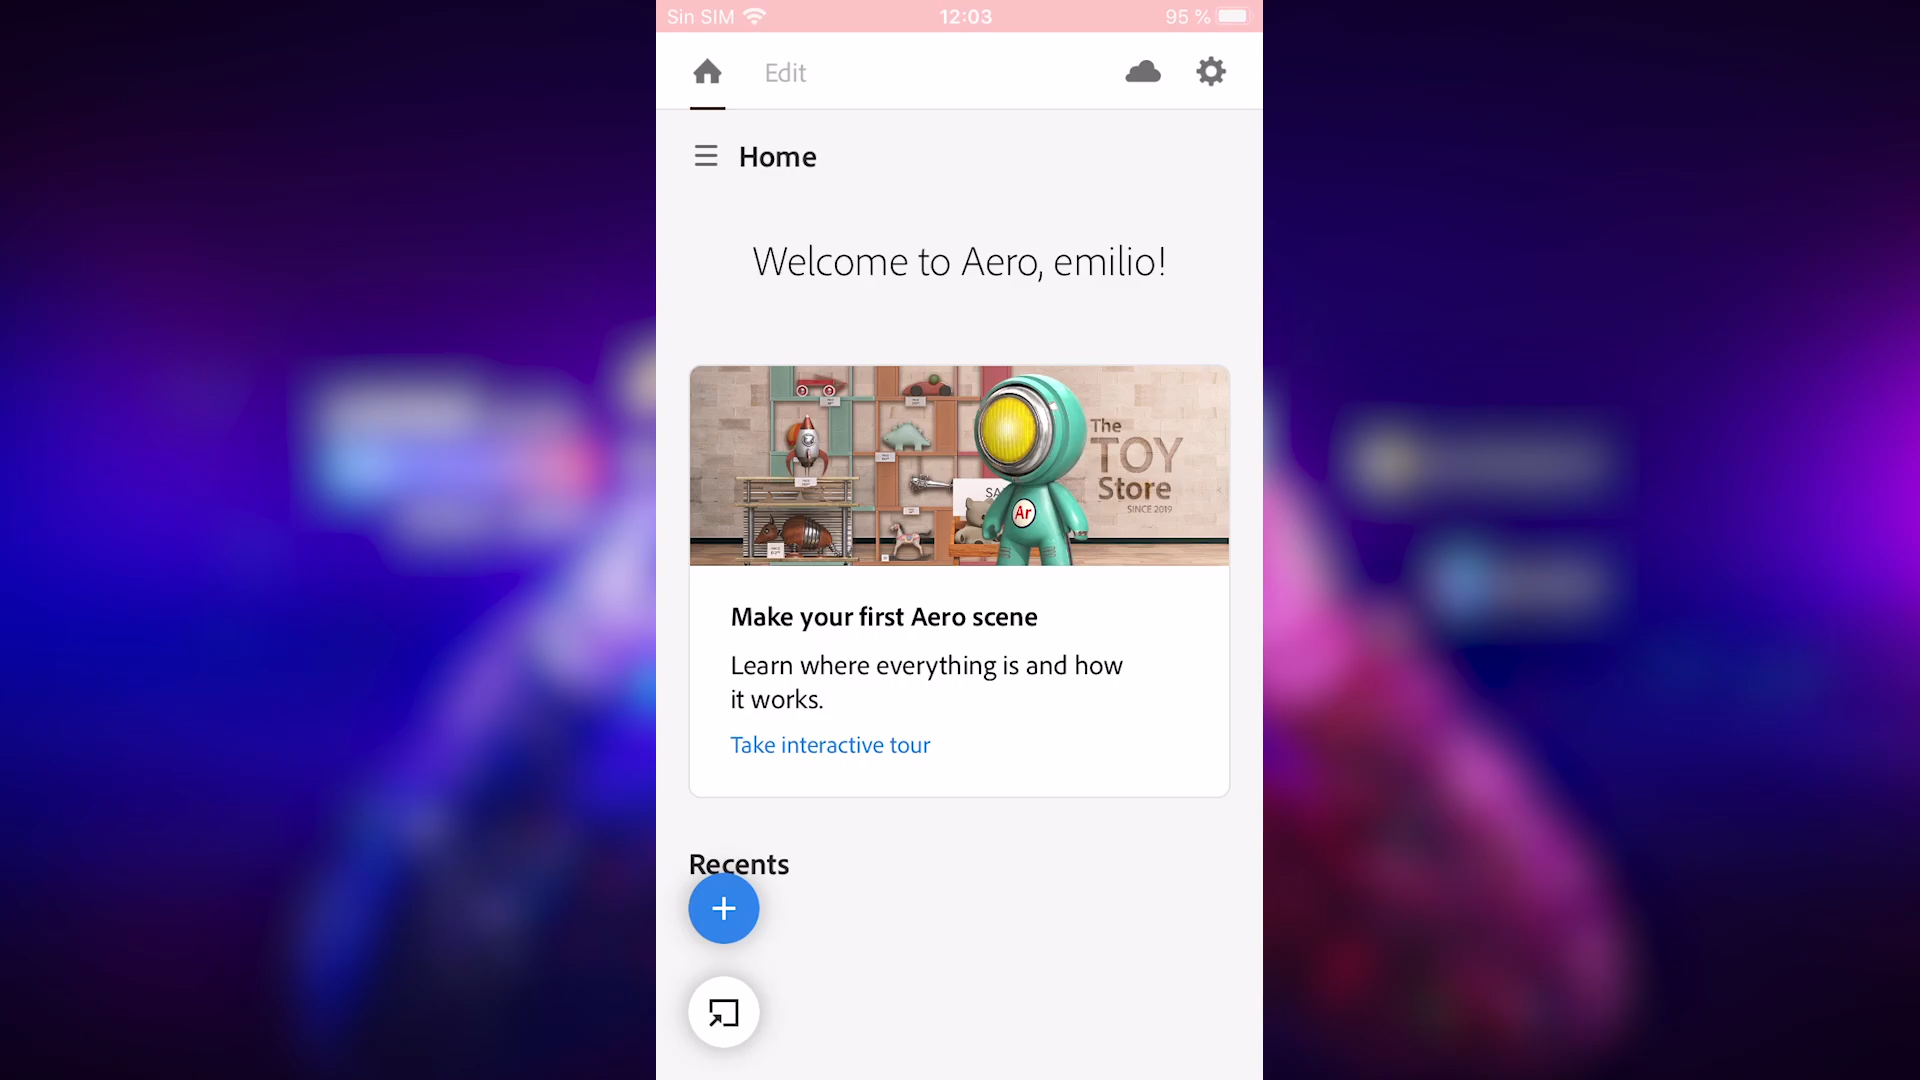 Sin SIM 12:03 95 %
Edit
Home
Welcome to Aero, emilio!
The
TOY
Store
SINCE 2019
SA
Ar
Make your first Aero scene
Learn where everything is and how
it works.
Take interactive tour
Recents